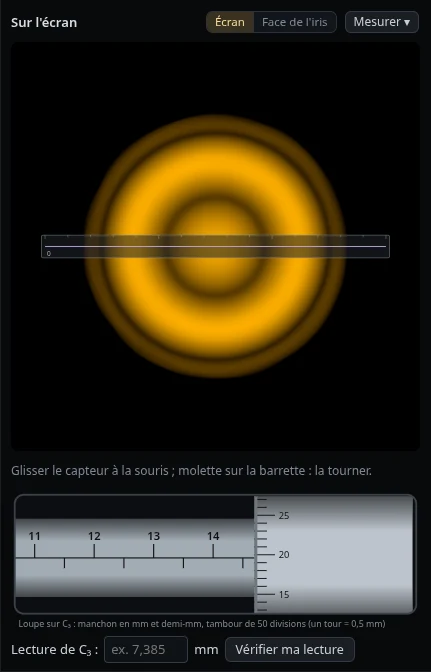 Sur l'écran
Écran Face de l'iris Mesurer ▾
0
Glisser le capteur à la souris ; molette sur la barrette : la tourner.
11 12 13 14
25
20
15
Loupe sur C₃ : manchon en mm et demi-mm, tambour de 50 divisions (un tour = 0,5 mm)
Lecture de C₃ : ex. 7,385 mm Vérifier ma lecture